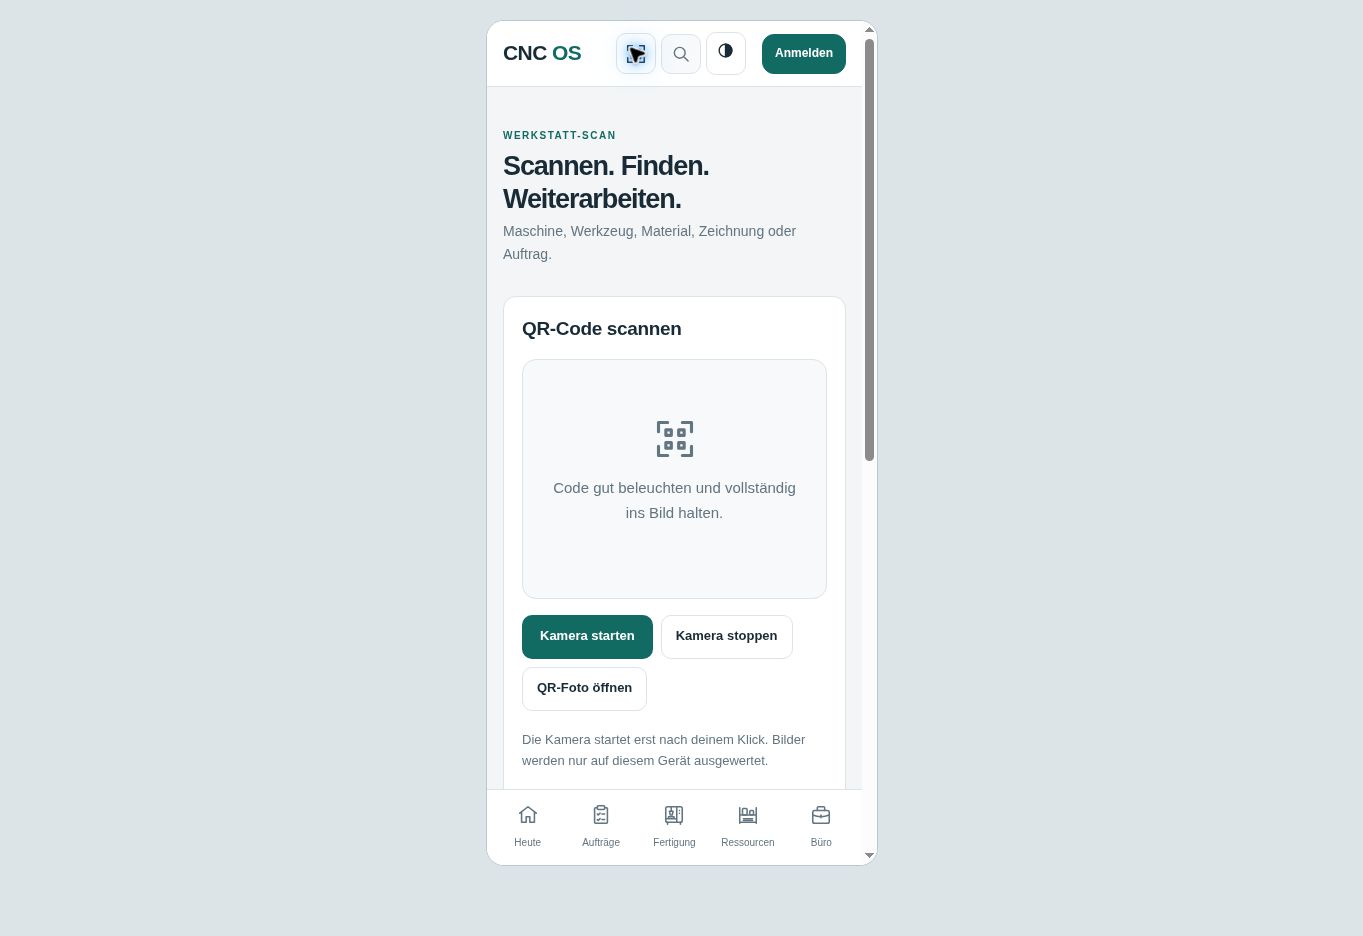 CNC OS
Anmelden
WERKSTATT-SCAN
Scannen. Finden.
Weiterarbeiten.
Maschine, Werkzeug, Material, Zeichnung oder
Auftrag.
QR-Code scannen
Code gut beleuchten und vollständig
ins Bild halten.
Kamera starten
Kamera stoppen
QR-Foto öffnen
Die Kamera startet erst nach deinem Klick. Bilder
werden nur auf diesem Gerät ausgewertet.
Heute
Aufträge
Fertigung
Ressourcen
Büro